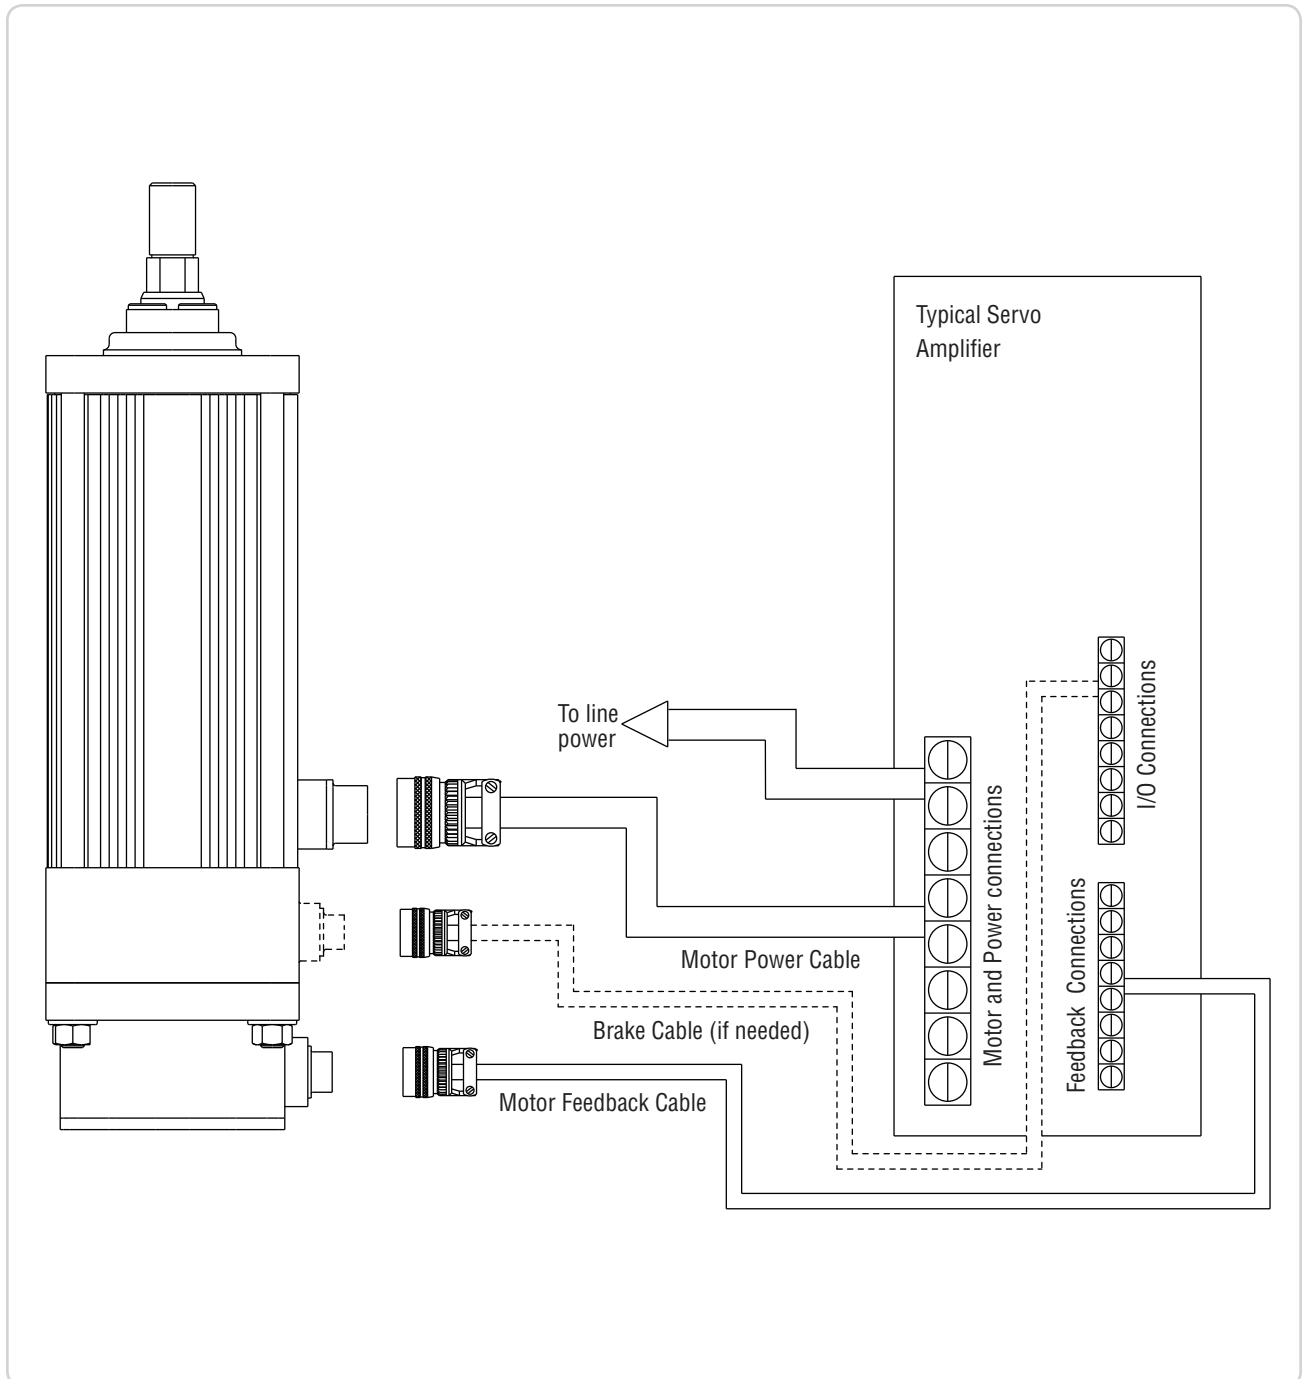 Typical Servo
Amplifier
To line
power
I/O Connections
Motor and Power connections
Feedback Connections
Motor Power Cable
Brake Cable (if needed)
Motor Feedback Cable